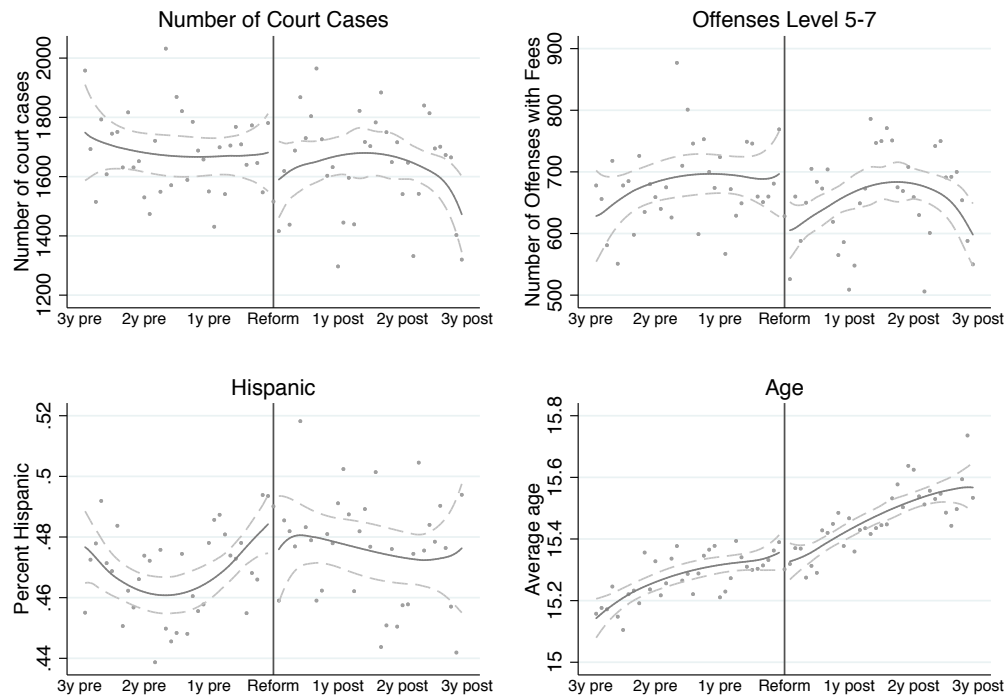 Number of Court Cases
Number of court cases
2000
1800
1600
1400
1200
3y pre 2y pre 1y pre Reform 1y post 2y post 3y post
Offenses Level 5-7
Number of Offenses with Fees
900
800
700
600
500
3y pre 2y pre 1y pre Reform 1y post 2y post 3y post
Hispanic
Percent Hispanic
.52
.5
.48
.46
.44
3y pre 2y pre 1y pre Reform 1y post 2y post 3y post
Age
Average age
15.8
15.6
15.4
15.2
15
3y pre 2y pre 1y pre Reform 1y post 2y post 3y post